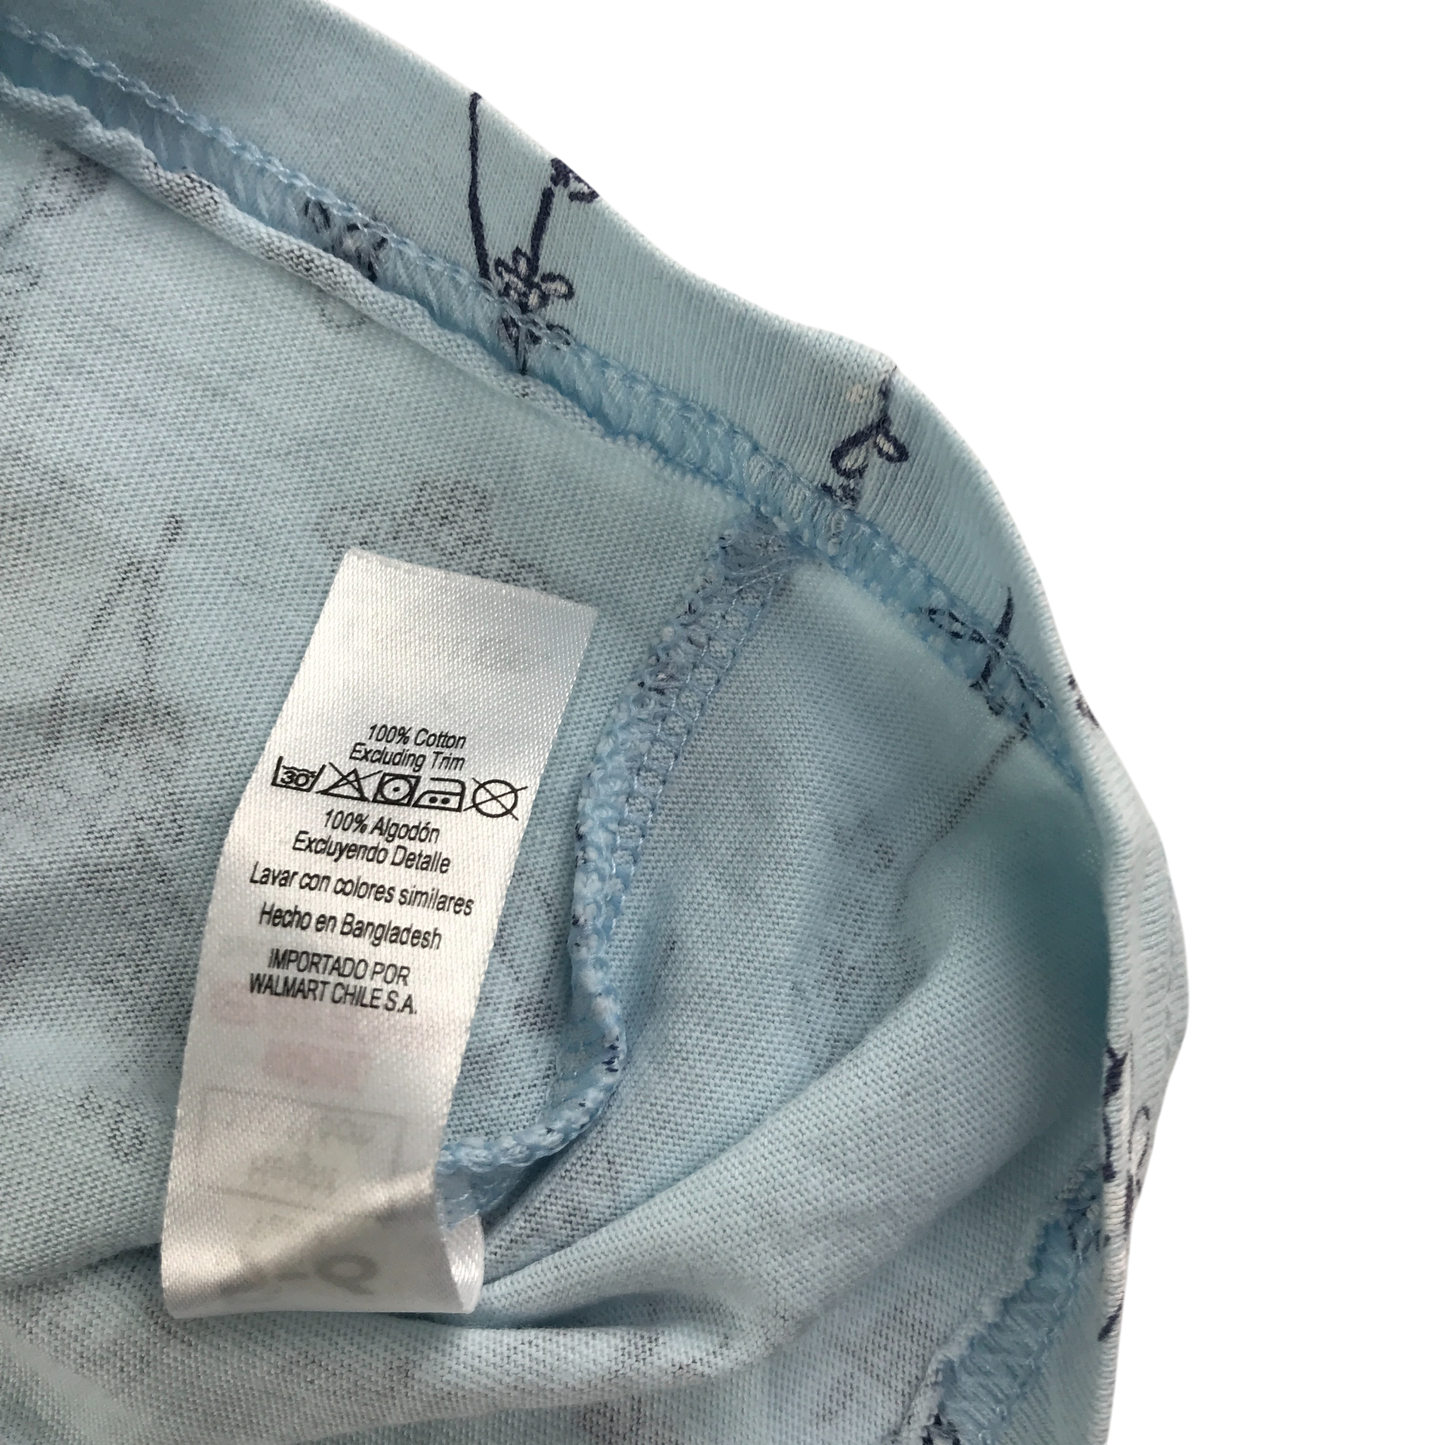 100% Cotton
Excluding Trim
30°
100% Algodón
Excluyendo Detalle
Lavar con colores similares
Hecho en Bangladesh
IMPORTADO POR
WALMART CHILE S.A.